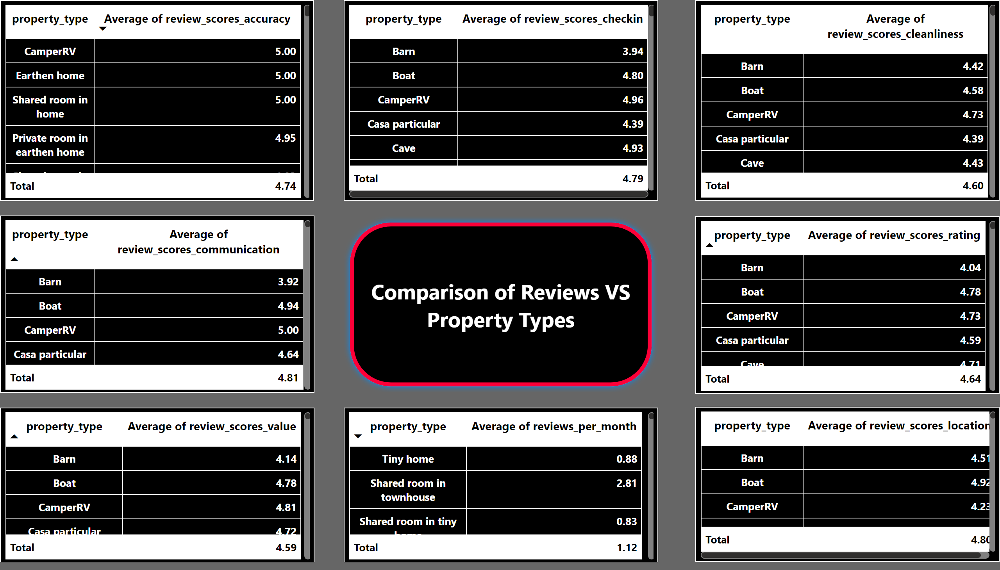 property_type Average of review_scores_accuracy
CamperRV 5.00
Earthen home 5.00
Shared room in 5.00
home
Private room in 4.95
earthen home
Total 4.74
property_type Average of review_scores_checkin
Barn 3.94
Boat 4.80
CamperRV 4.96
Casa particular 4.39
Cave 4.93
Total 4.79
property_type Average of
review_scores_cleanliness
Barn 4.42
Boat 4.58
CamperRV 4.73
Casa particular 4.39
Cave 4.43
Total 4.60
property_type Average of
review_scores_communication
Barn 3.92
Boat 4.94
CamperRV 5.00
Casa particular 4.64
Total 4.81
Comparison of Reviews VS
Property Types
property_type Average of review_scores_rating
Barn 4.04
Boat 4.78
CamperRV 4.73
Casa particular 4.59
Cave 4.71
Total 4.64
property_type Average of review_scores_value
Barn 4.14
Boat 4.78
CamperRV 4.81
Casa particular 4.72
Total 4.59
property_type Average of reviews_per_month
Tiny home 0.88
Shared room in 2.81
townhouse
Shared room in tiny 0.83
home
Total 1.12
property_type Average of review_scores_location
Barn 4.51
Boat 4.92
CamperRV 4.23
Total 4.80